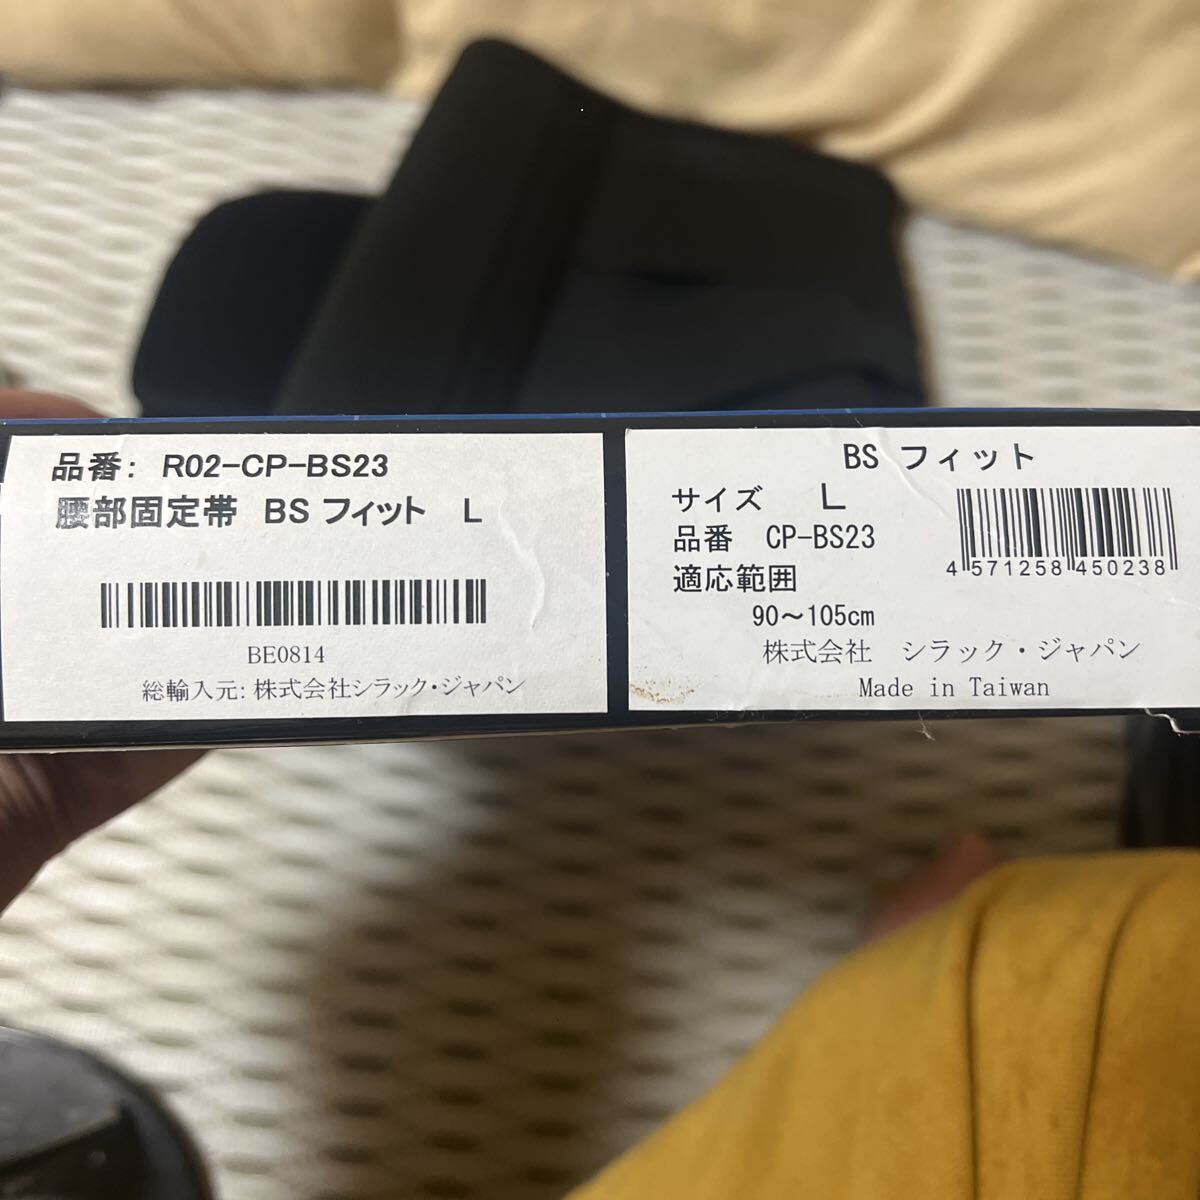 品番: R02-CP-BS23
腰部固定帯 BS フィット L
BE0814
総輸入元: 株式会社シラック・ジャパン
BS フィット
サイズ L
品番 CP-BS23
適応範囲
90～105cm
4 571258 450238
株式会社 シラック・ジャパン
Made in Taiwan